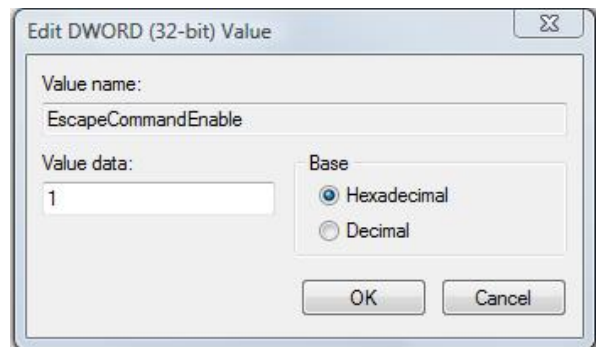 Edit DWORD (32-bit) Value
Value name:
EscapeCommandEnable
Value data:
1
Base
Hexadecimal
Decimal
OK
Cancel